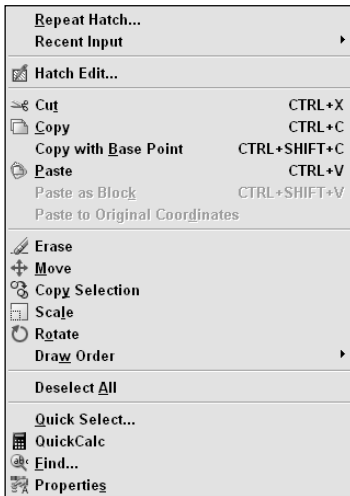 Repeat Hatch...
Recent Input
Hatch Edit...
Cut CTRL+X
Copy CTRL+C
Copy with Base Point CTRL+SHIFT+C
Paste CTRL+V
Paste as Block CTRL+SHIFT+V
Paste to Original Coordinates
Erase
Move
Copy Selection
Scale
Rotate
Draw Order
Deselect All
Quick Select...
QuickCalc
Find...
Properties